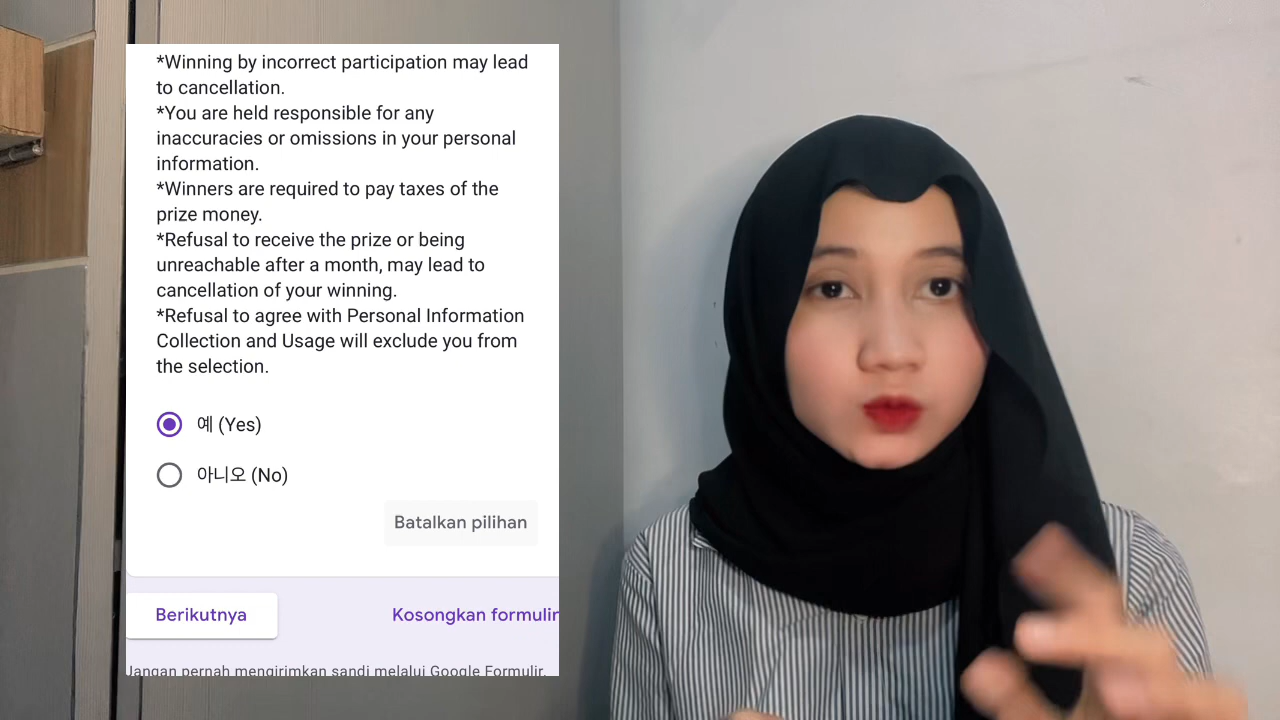 *Winning by incorrect participation may lead
to cancellation.
*You are held responsible for any
inaccuracies or omissions in your personal
information.
*Winners are required to pay taxes of the
prize money.
*Refusal to receive the prize or being
unreachable after a month, may lead to
cancellation of your winning.
*Refusal to agree with Personal Information
Collection and Usage will exclude you from
the selection.
예 (Yes)
아니오 (No)
Batalkan pilihan
Berikutnya
Kosongkan formulir
Jangan pernah mengirimkan sandi melalui Google Formulir.